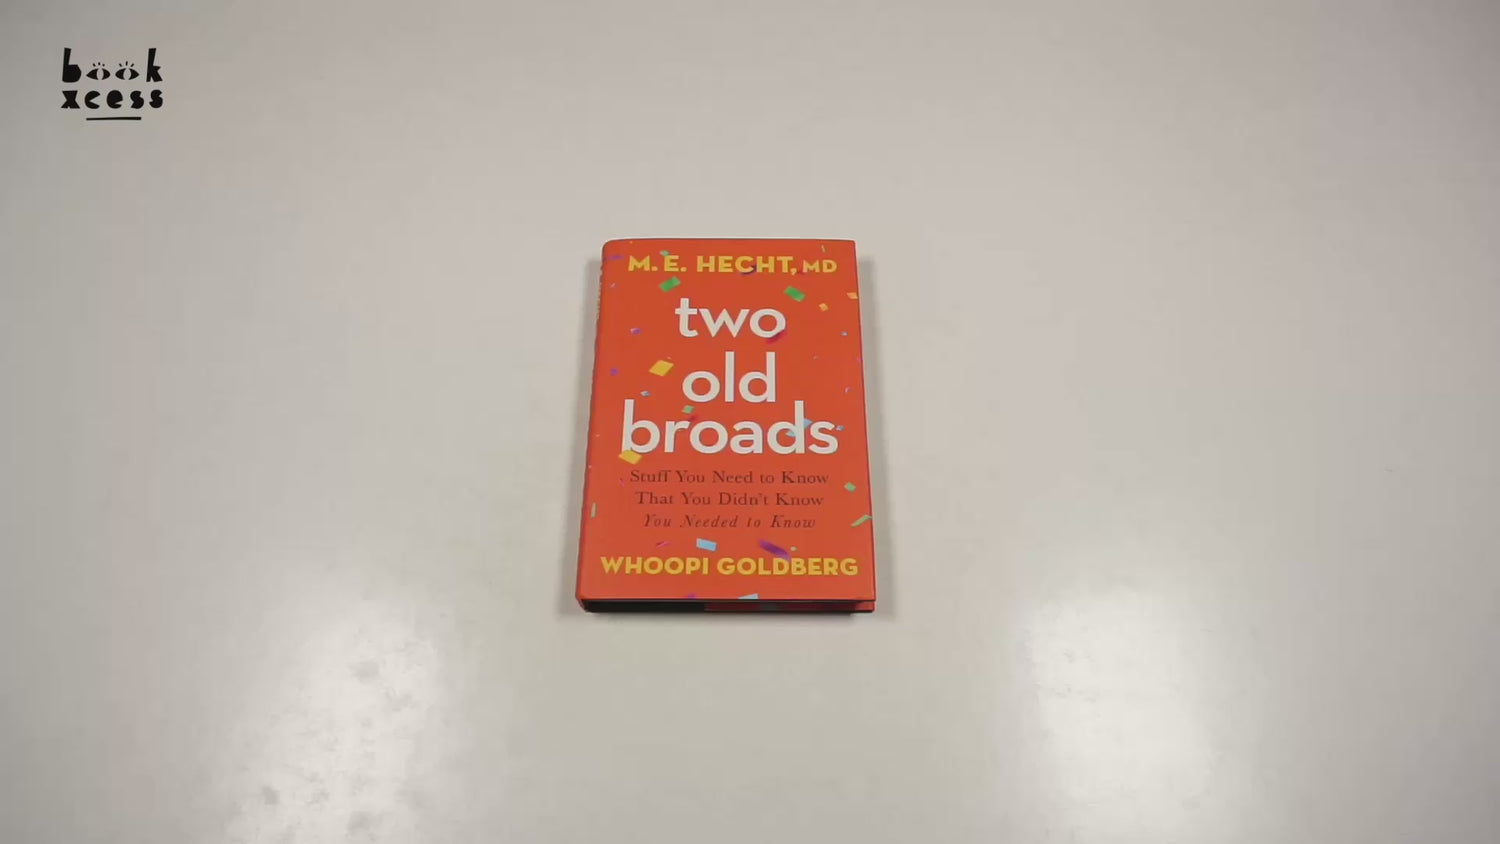 book
xcess
M. E. HECHT, MD
two
old
broads
Stuff You Need to Know
That You Didn't Know
You Needed to Know
WHOOPI GOLDBERG